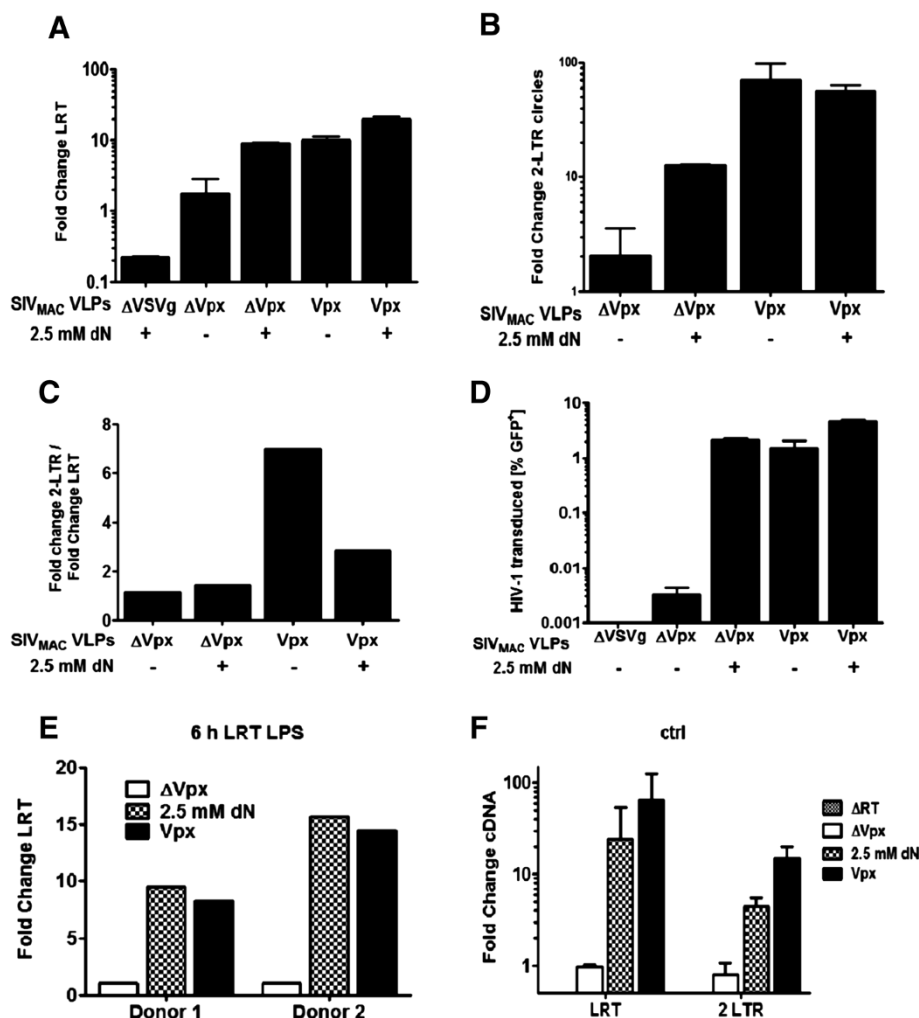 A
100
10
1
0.1
Fold Change LRT
SIVMAC VLPs ΔVSVg ΔVpx ΔVpx Vpx Vpx
2.5 mM dN + - + - +
B
100
10
1
Fold Change 2-LTR circles
SIVMAC VLPs ΔVpx ΔVpx Vpx Vpx
2.5 mM dN - + - +
C
8
6
4
2
0
Fold change 2-LTR /
Fold Change LRT
SIVMAC VLPs ΔVpx ΔVpx Vpx Vpx
2.5 mM dN - + - +
D
10
1
0.01
0.001
HIV-1 transduced [% GFP+]
SIVMAC VLPs ΔVSVg ΔVpx ΔVpx Vpx Vpx
2.5 mM dN - - + - +
E
6 h LRT LPS
20
15
10
5
0
Fold Change LRT
ΔVpx
2.5 mM dN
Vpx
Donor 1 Donor 2
F
ctrl
100
10
1
Fold Change cDNA
ΔRT
ΔVpx
2.5 mM dN
Vpx
LRT 2 LTR